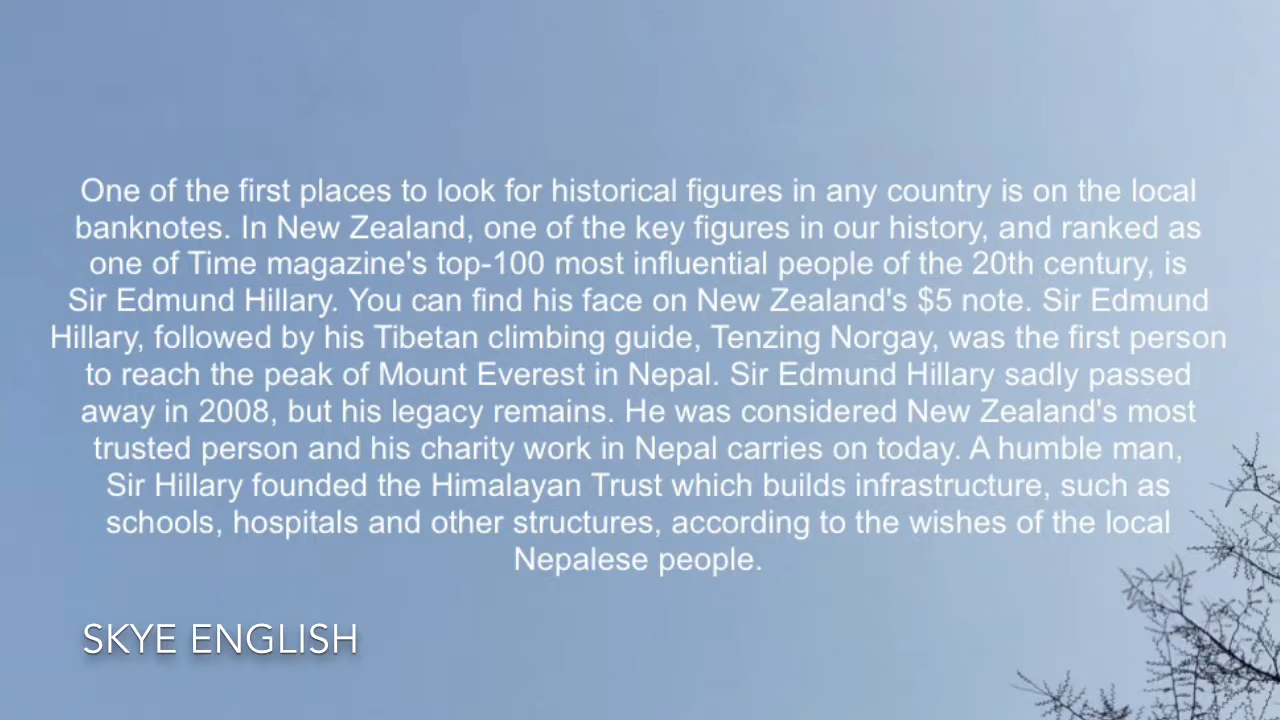 One of the first places to look for historical figures in any country is on the local
banknotes. In New Zealand, one of the key figures in our history, and ranked as
one of Time magazine's top-100 most influential people of the 20th century, is
Sir Edmund Hillary. You can find his face on New Zealand's $5 note. Sir Edmund
Hillary, followed by his Tibetan climbing guide, Tenzing Norgay, was the first person
to reach the peak of Mount Everest in Nepal. Sir Edmund Hillary sadly passed
away in 2008, but his legacy remains. He was considered New Zealand's most
trusted person and his charity work in Nepal carries on today. A humble man,
Sir Hillary founded the Himalayan Trust which builds infrastructure, such as
schools, hospitals and other structures, according to the wishes of the local
Nepalese people.
SKYE ENGLISH